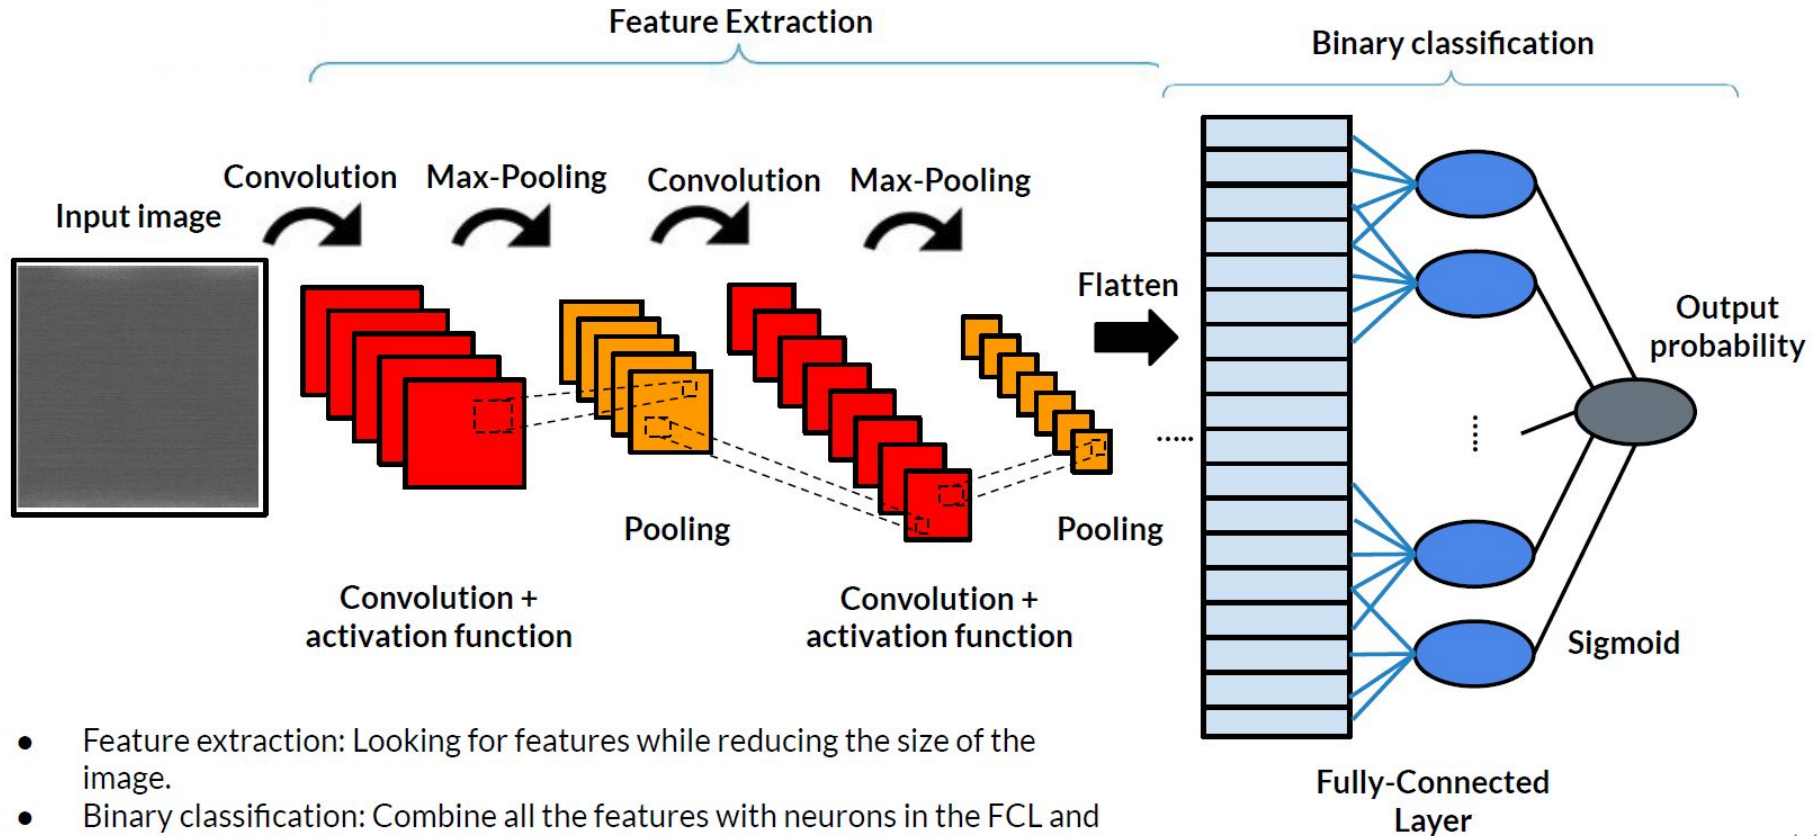 Feature Extraction
Binary classification
Convolution
Max-Pooling
Convolution
Max-Pooling
Input image
Flatten
Output
probability
.....
Pooling
Pooling
Convolution +
activation function
Convolution +
activation function
Sigmoid
Fully-Connected
Layer
● Feature extraction: Looking for features while reducing the size of the
image.
● Binary classification: Combine all the features with neurons in the FCL and